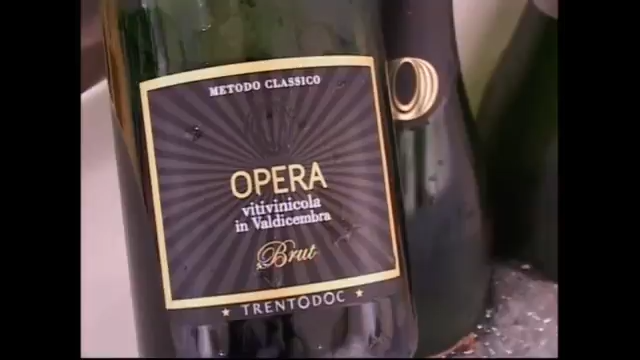 METODO CLASSICO
OPERA
vitivinicola
in Valdicembra
Brut
★ TRENTODOC ★